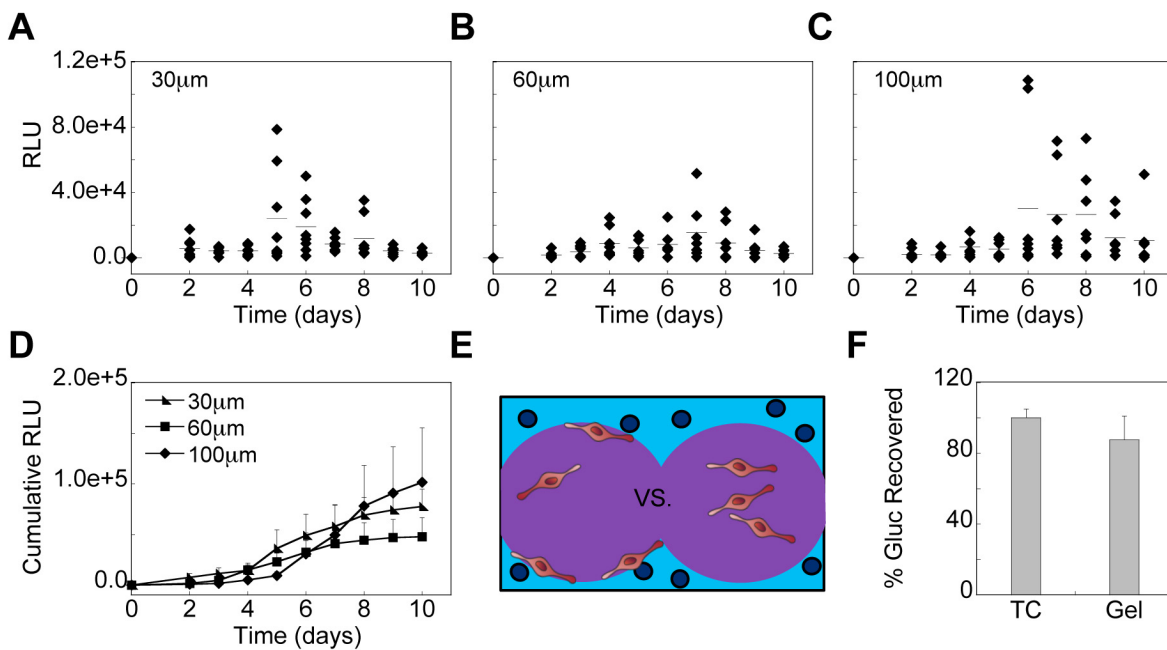 A
30μm
RLU
1.2e+5
8.0e+4
4.0e+4
0.0
0 2 4 6 8 10
Time (days)
B
60μm
0 2 4 6 8 10
Time (days)
C
100μm
0 2 4 6 8 10
Time (days)
D
Cumulative RLU
2.0e+5
1.0e+5
0.0
30μm
60μm
100μm
0 2 4 6 8 10
Time (days)
E
VS.
F
% Gluc Recovered
120
80
40
0
TC Gel